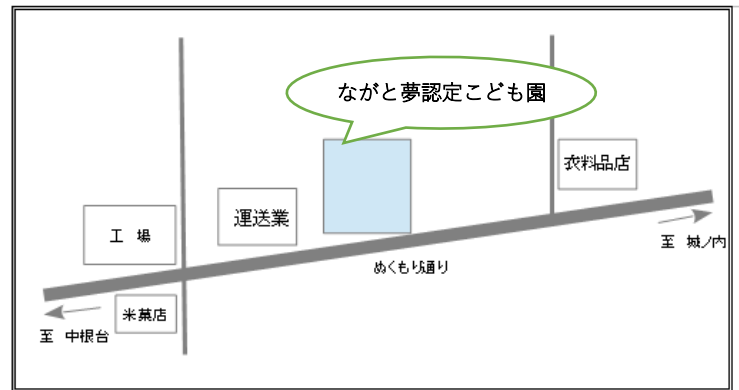 ながと夢認定こども園
衣料品店
運送業
工 場
至 城ノ内
ぬくもり通り
米菓店
至 中根台